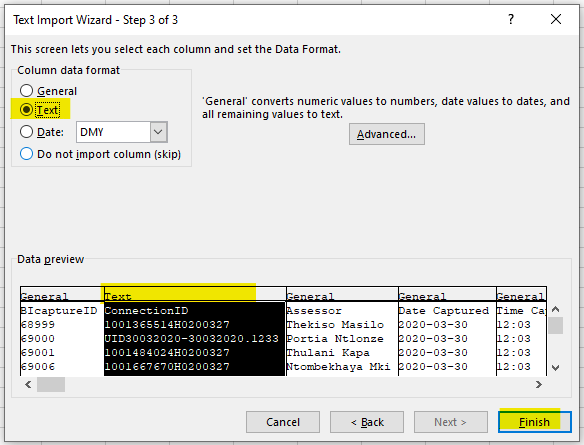 Text Import Wizard - Step 3 of 3
This screen lets you select each column and set the Data Format.
Column data format
General
Text
Date: DMY
Do not import column (skip)
'General' converts numeric values to numbers, date values to dates, and
all remaining values to text.
Advanced...
Data preview
General Text General General General
BIcaptureID ConnectionID Assessor Date Captured Time Cap
68999 1001365514H0200327 Thekiso Masilo 2020-03-30 12:03
69000 UID30032020-30032020.1233 Portia Ntlonze 2020-03-30 12:03
69001 1001484024H0200327 Thulani Kapa 2020-03-30 12:03
69006 1001667670H0200327 Ntombekhaya Mki 2020-03-30 12:03
Cancel < Back Next > Finish